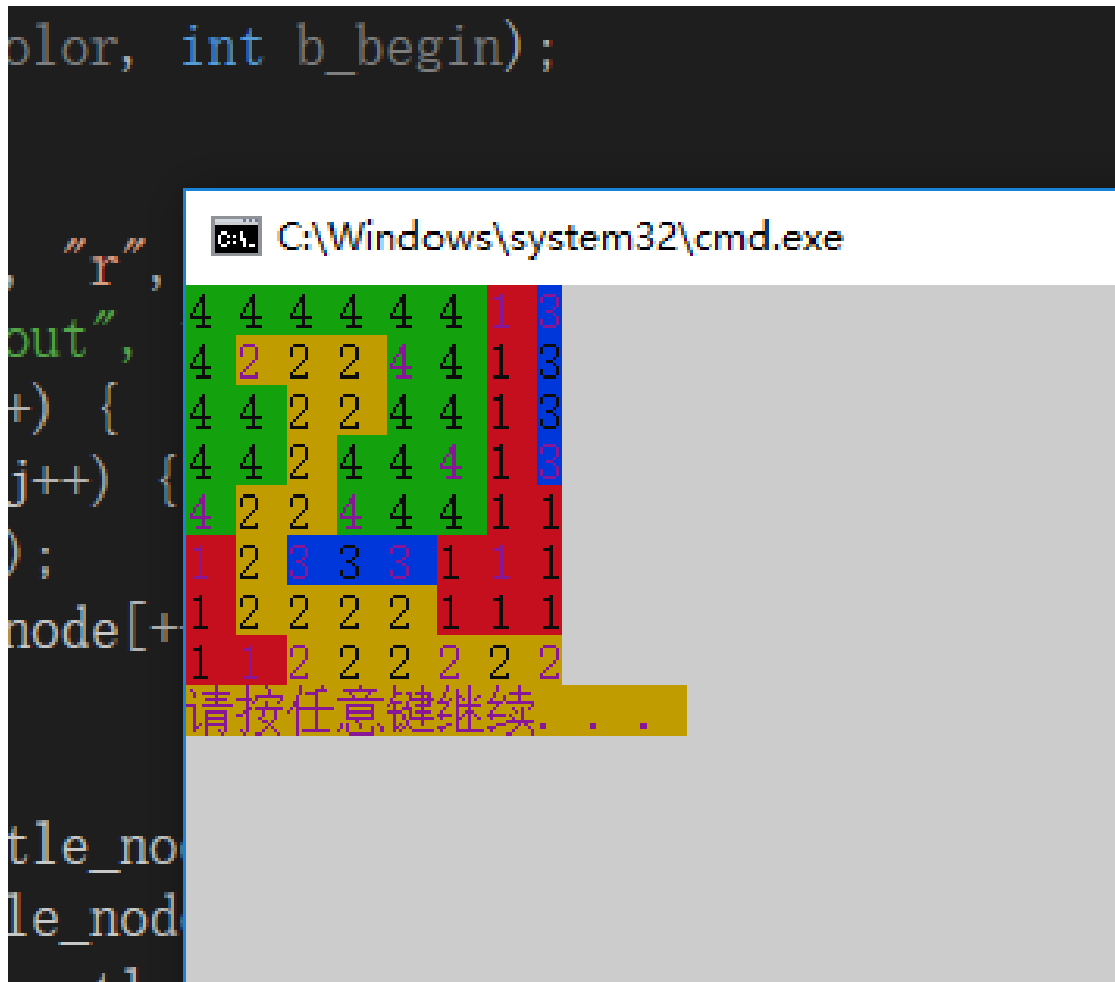 olor, int b_begin);
C:\Windows\system32\cmd.exe
"r",
out",
+) {
j++) {
);
node[+
4 4 4 4 4 4 1 3
4 2 2 2 4 4 1 3
4 4 2 2 4 4 1 3
4 4 2 4 4 4 1 3
4 2 2 4 4 4 1 1
1 2 3 3 3 1 1 1
1 2 2 2 2 1 1 1
1 1 2 2 2 2 2 2
请按任意键继续. . .
tle_no
le_nod